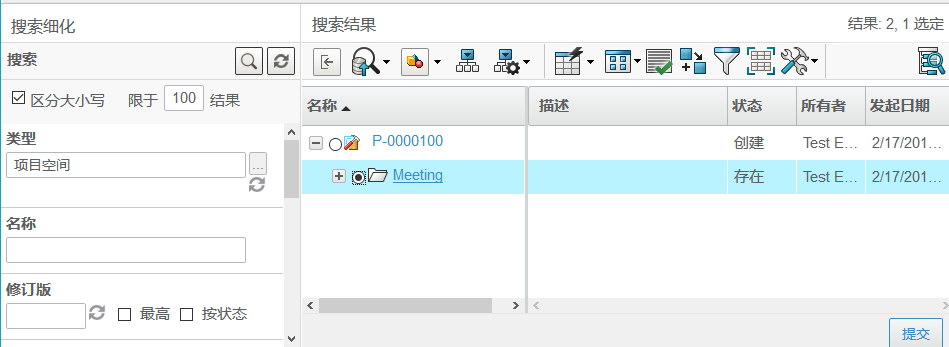 搜索细化
搜索
区分大小写 限于 100 结果
类型
项目空间
...
名称
修订版
最高 按状态
搜索结果
结果: 2, 1 选定
名称 描述 状态 所有者 发起日期
P-0000100 创建 Test E... 2/17/201...
Meeting 存在 Test E... 2/17/201...
提交